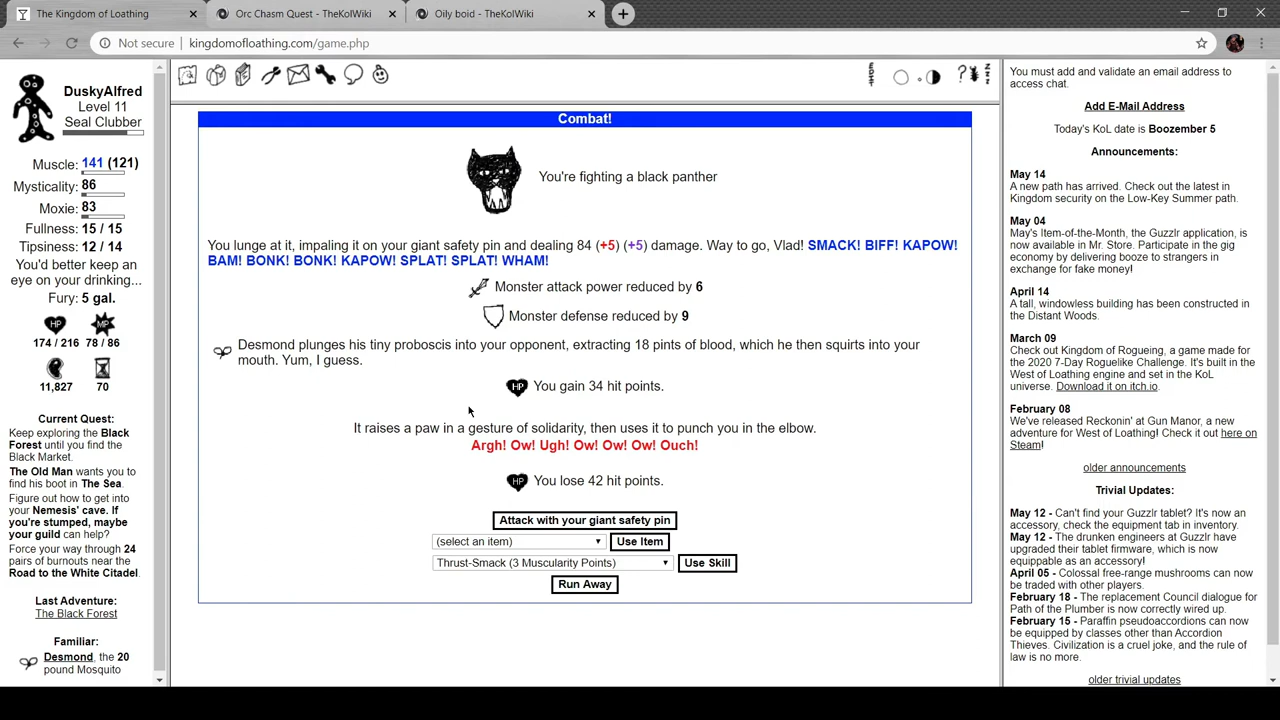 The Kingdom of Loathing
Orc Chasm Quest - TheKolWiki
Oily boid - TheKolWiki
Not secure | kingdomofloathing.com/game.php
DuskyAlfred
Level 11
Seal Clubber
Muscle: 141 (121)
Mysticality: 86
Moxie: 83
Fullness: 15 / 15
Tipsiness: 12 / 14
You'd better keep an
eye on your drinking...
Fury: 5 gal.
HP MP
174 / 216 78 / 86
11,827 70
Current Quest:
Keep exploring the Black
Forest until you find the
Black Market.
The Old Man wants you to
find his boot in The Sea.
Figure out how to get into
your Nemesis' cave. If
you're stumped, maybe
your guild can help?
Force your way through 24
pairs of burnouts near the
Road to the White Citadel.
Last Adventure:
The Black Forest
Familiar:
Desmond, the 20
pound Mosquito
Combat!
You're fighting a black panther
You lunge at it, impaling it on your giant safety pin and dealing 84 (+5) (+5) damage. Way to go, Vlad! SMACK! BIFF! KAPOW!
BAM! BONK! BONK! KAPOW! SPLAT! SPLAT! WHAM!
Monster attack power reduced by 6
Monster defense reduced by 9
Desmond plunges his tiny proboscis into your opponent, extracting 18 pints of blood, which he then squirts into your
mouth. Yum, I guess.
HP You gain 34 hit points.
It raises a paw in a gesture of solidarity, then uses it to punch you in the elbow.
Argh! Ow! Ugh! Ow! Ow! Ow! Ouch!
HP You lose 42 hit points.
Attack with your giant safety pin
(select an item) Use Item
Thrust-Smack (3 Muscularity Points) Use Skill
Run Away
You must add and validate an email address to
access chat.
Add E-Mail Address
Today's KoL date is Boozember 5
Announcements:
May 14
A new path has arrived. Check out the latest in
Kingdom security on the Low-Key Summer path.
May 04
May's Item-of-the-Month, the Guzzlr application, is
now available in Mr. Store. Participate in the gig
economy by delivering booze to strangers in
exchange for fake money!
April 14
A tall, windowless building has been constructed in
the Distant Woods.
March 09
Check out Kingdom of Rogueing, a game made for
the 2020 7-Day Roguelike Challenge. It's built in the
West of Loathing engine and set in the KoL
universe. Download it on itch.io.
February 08
We've released Reckonin' at Gun Manor, a new
adventure for West of Loathing! Check it out here on
Steam!
older announcements
Trivial Updates:
May 12 - Can't find your Guzzlr tablet? It's now an
accessory, check the equipment tab in inventory.
May 12 - The drunken engineers at Guzzlr have
upgraded their tablet firmware, which is now
equippable as an accessory!
April 05 - Colossal free-range mushrooms can now
be traded with other players.
February 18 - The replacement Council dialogue for
Path of the Plumber is now correctly wired up.
February 15 - Paraffin pseudoaccordions can now
be equipped by classes other than Accordion
Thieves. Civilization is a cruel joke, and the rule of
law is no more.
older trivial updates